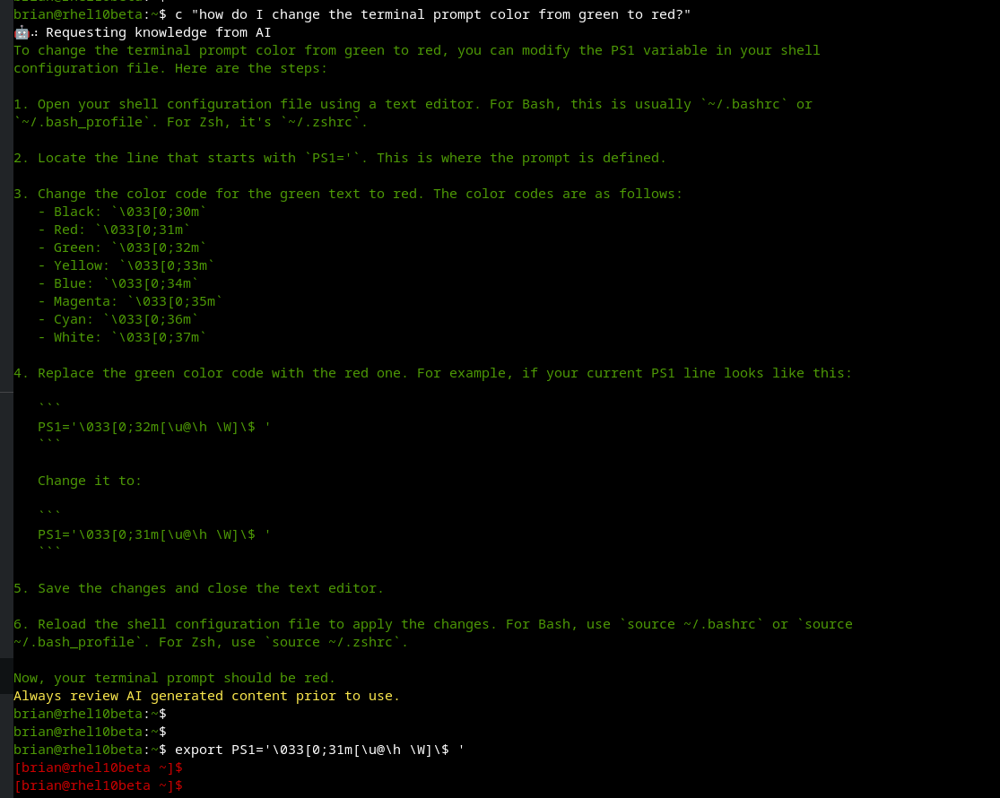 brian@rhel10beta:~$ c "how do I change the terminal prompt color from green to red?"
🤖.: Requesting knowledge from AI
To change the terminal prompt color from green to red, you can modify the PS1 variable in your shell
configuration file. Here are the steps:

1. Open your shell configuration file using a text editor. For Bash, this is usually `~/.bashrc` or
`~/.bash_profile`. For Zsh, it's `~/.zshrc`.

2. Locate the line that starts with `PS1='`. This is where the prompt is defined.

3. Change the color code for the green text to red. The color codes are as follows:
   - Black: `\033[0;30m`
   - Red: `\033[0;31m`
   - Green: `\033[0;32m`
   - Yellow: `\033[0;33m`
   - Blue: `\033[0;34m`
   - Magenta: `\033[0;35m`
   - Cyan: `\033[0;36m`
   - White: `\033[0;37m`

4. Replace the green color code with the red one. For example, if your current PS1 line looks like this:

   ```
   PS1='\033[0;32m[\u@\h \W]\$ '
   ```

   Change it to:

   ```
   PS1='\033[0;31m[\u@\h \W]\$ '
   ```

5. Save the changes and close the text editor.

6. Reload the shell configuration file to apply the changes. For Bash, use `source ~/.bashrc` or `source
~/.bash_profile`. For Zsh, use `source ~/.zshrc`.

Now, your terminal prompt should be red.
Always review AI generated content prior to use.
brian@rhel10beta:~$
brian@rhel10beta:~$
brian@rhel10beta:~$ export PS1='\033[0;31m[\u@\h \W]\$ '
[brian@rhel10beta ~]$
[brian@rhel10beta ~]$